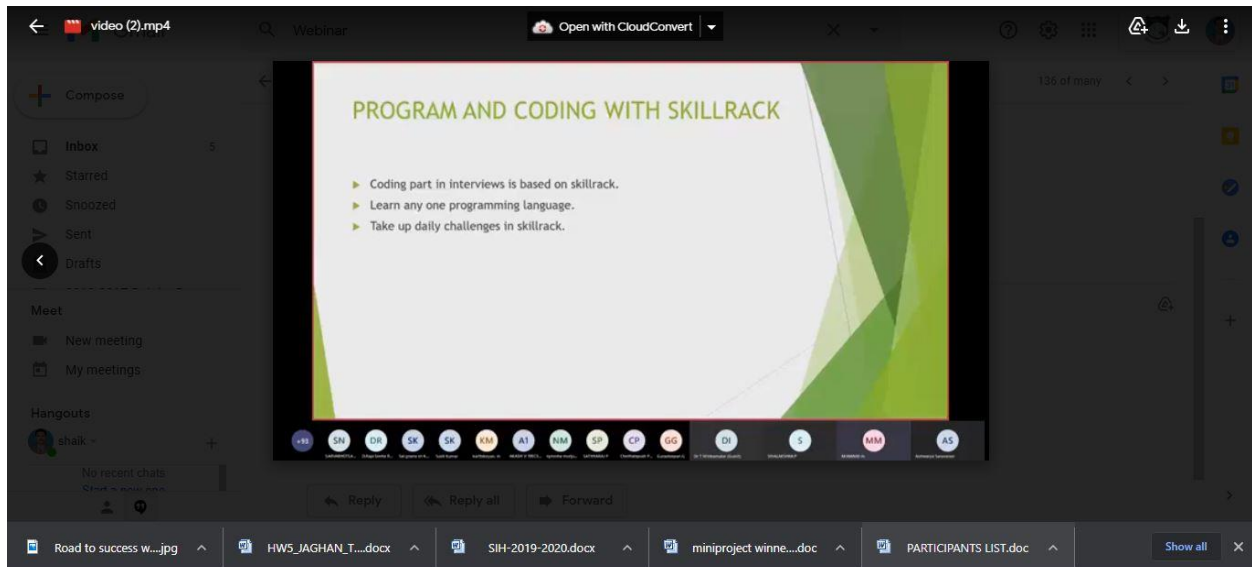 video (2).mp4
Open with CloudConvert
Webinar
Compose
136 of many
Inbox 5
Starred
Snoozed
Sent
Drafts
Meet
New meeting
My meetings
Hangouts
shaik
No recent chats
Start a new one
PROGRAM AND CODING WITH SKILLRACK
Coding part in interviews is based on skillrack.
Learn any one programming language.
Take up daily challenges in skillrack.
SN DR SK SK KM A1 NM SP CP GG DI S MM AS
Reply Reply all Forward
Road to success w....jpg HW5_JAGHAN_T....docx SIH-2019-2020.docx miniproject winne....doc PARTICIPANTS LIST.doc Show all